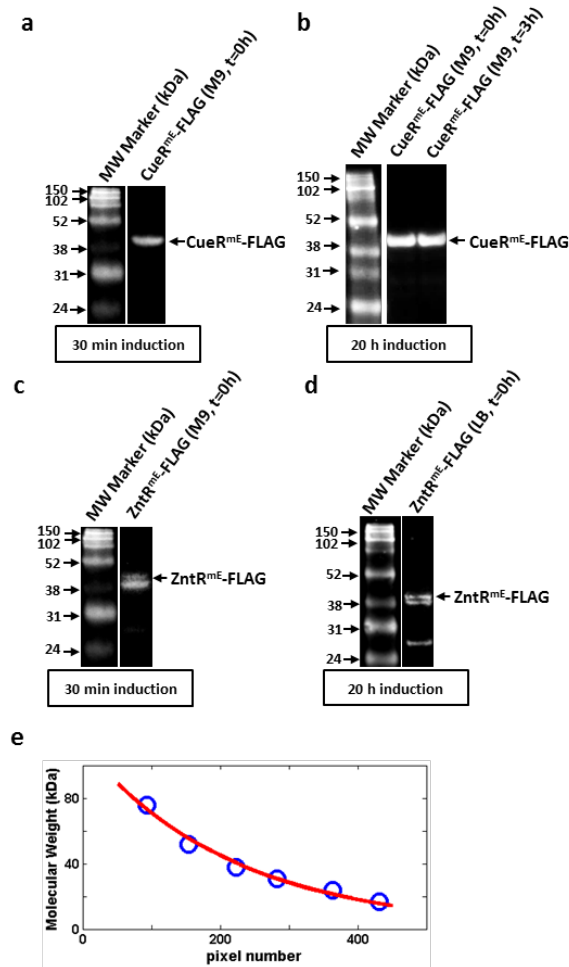 a
MW Marker (kDa)
CueRmE-FLAG (M9, t=0h)
150
102
52
38
31
24
CueRmE-FLAG
30 min induction
b
MW Marker (kDa)
CueRmE-FLAG (M9, t=0h)
CueRmE-FLAG (M9, t=3h)
150
102
52
38
31
24
CueRmE-FLAG
20 h induction
c
MW Marker (kDa)
ZntRmE-FLAG (M9, t=0h)
150
102
52
38
31
24
ZntRmE-FLAG
30 min induction
d
MW Marker (kDa)
ZntRmE-FLAG (LB, t=0h)
150
102
52
38
31
24
ZntRmE-FLAG
20 h induction
e
Molecular Weight (kDa)
80
40
0
0
200
400
pixel number